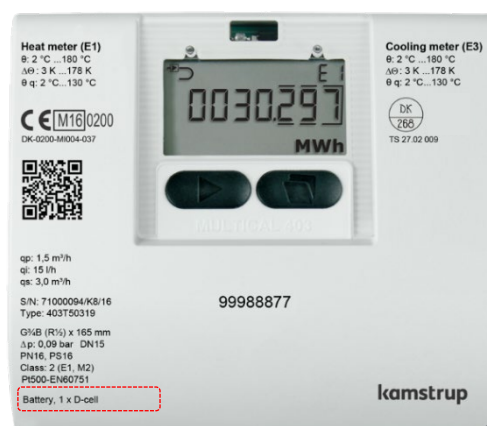 Heat meter (E1)
θ: 2 °C ...180 °C
ΔΘ: 3 K ...178 K
θ q: 2 °C...130 °C
CE M16 0200
DK-0200-MI004-037
E1
0030.297
MWh
MULTICAL 403
Cooling meter (E3)
θ: 2 °C ...180 °C
ΔΘ: 3 K ...178 K
θ q: 2 °C...130 °C
DK
268
TS 27.02 009
qp: 1,5 m³/h
qi: 15 l/h
qs: 3,0 m³/h
S/N: 71000094/K8/16
Type: 403T50319
G¾B (R½) x 165 mm
Δp: 0,09 bar DN15
PN16, PS16
Class: 2 (E1, M2)
Pt500-EN60751
Battery, 1 x D-cell
99988877
kamstrup